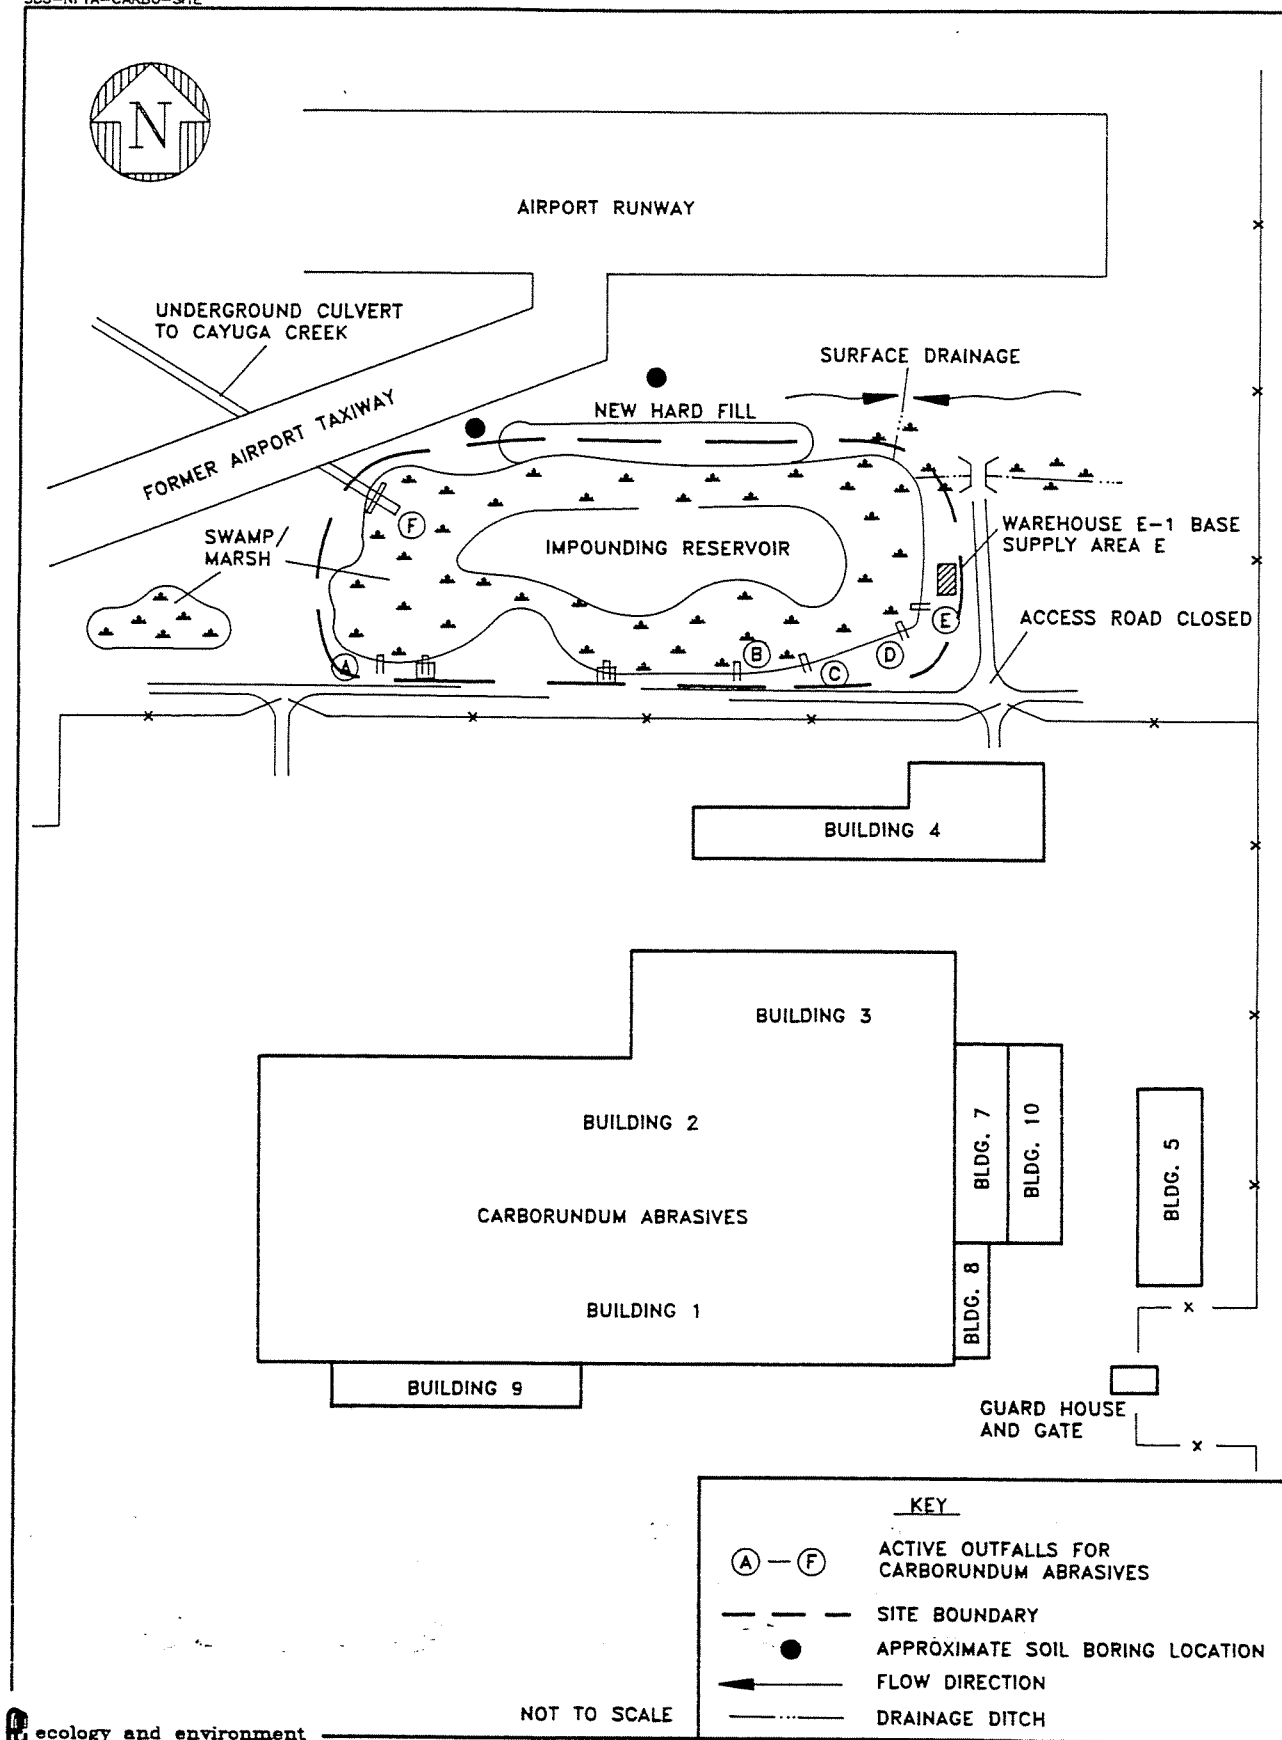 N
AIRPORT RUNWAY
UNDERGROUND CULVERT
TO CAYUGA CREEK
SURFACE DRAINAGE
NEW HARD FILL
FORMER AIRPORT TAXIWAY
F
SWAMP/
MARSH
IMPOUNDING RESERVOIR
WAREHOUSE E-1 BASE
SUPPLY AREA E
ACCESS ROAD CLOSED
E
B
D
A
C
BUILDING 4
BUILDING 3
BUILDING 2
BLDG. 7
BLDG. 10
BLDG. 5
CARBORUNDUM ABRASIVES
BUILDING 1
BLDG. 8
BUILDING 9
GUARD HOUSE
AND GATE
KEY
A — F ACTIVE OUTFALLS FOR
CARBORUNDUM ABRASIVES
SITE BOUNDARY
APPROXIMATE SOIL BORING LOCATION
FLOW DIRECTION
DRAINAGE DITCH
NOT TO SCALE
ecology and environment